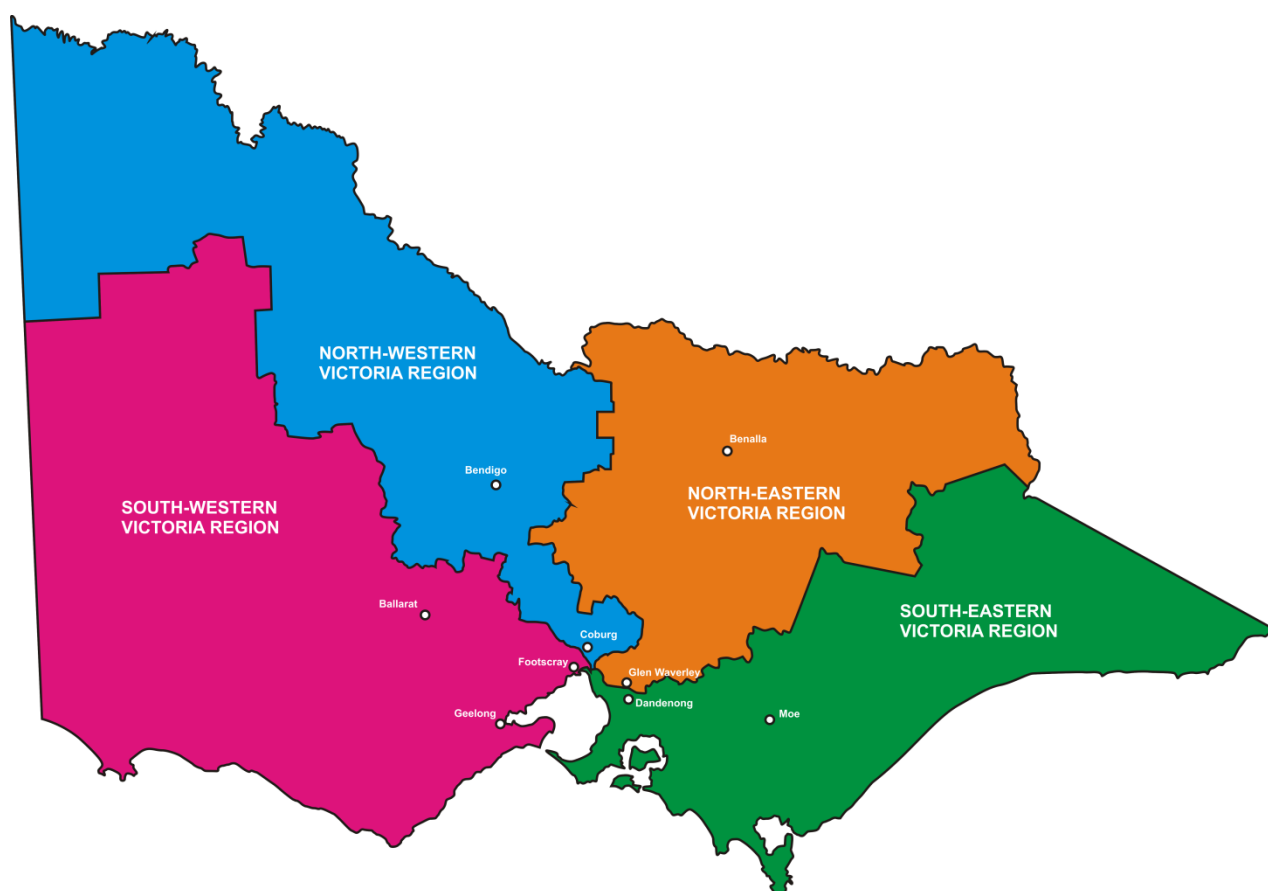 NORTH-WESTERN
VICTORIA REGION
Benalla
Bendigo
NORTH-EASTERN
VICTORIA REGION
SOUTH-WESTERN
VICTORIA REGION
Ballarat
SOUTH-EASTERN
VICTORIA REGION
Coburg
Footscray
Glen Waverley
Dandenong
Geelong
Moe